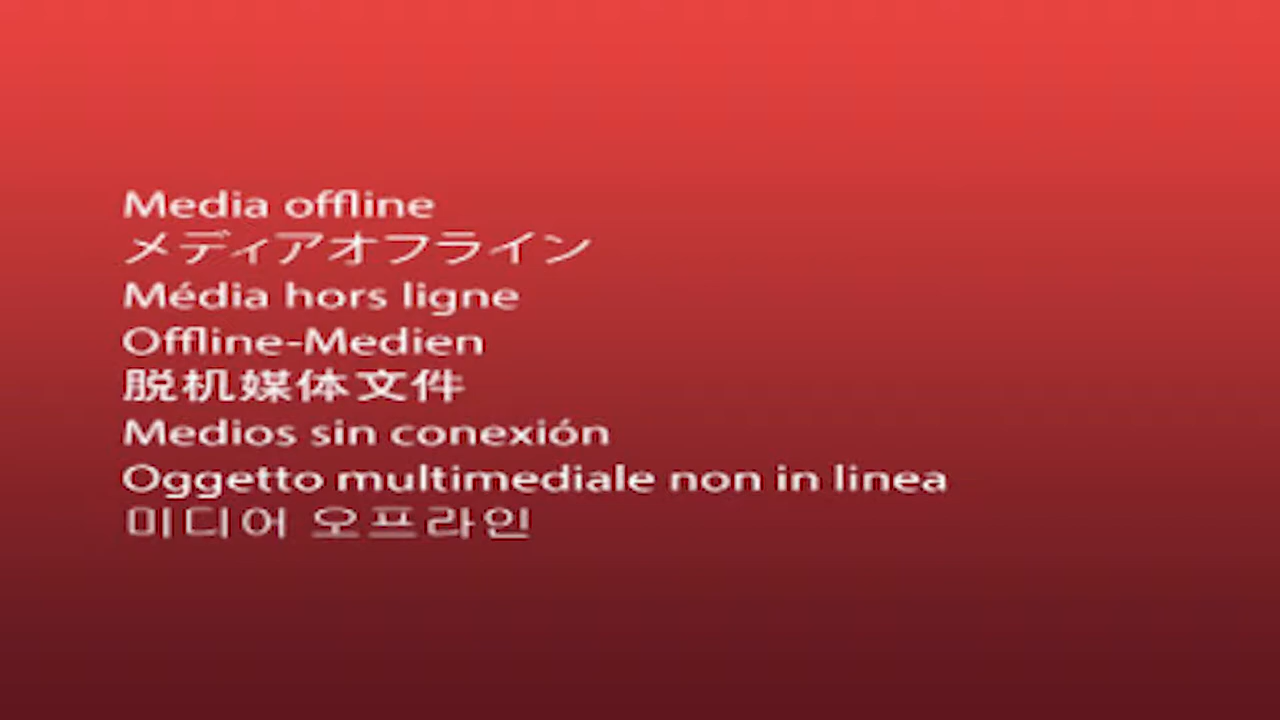 Media offline
メディアオフライン
Média hors ligne
Offline-Medien
脱机媒体文件
Medios sin conexión
Oggetto multimediale non in linea
미디어 오프라인